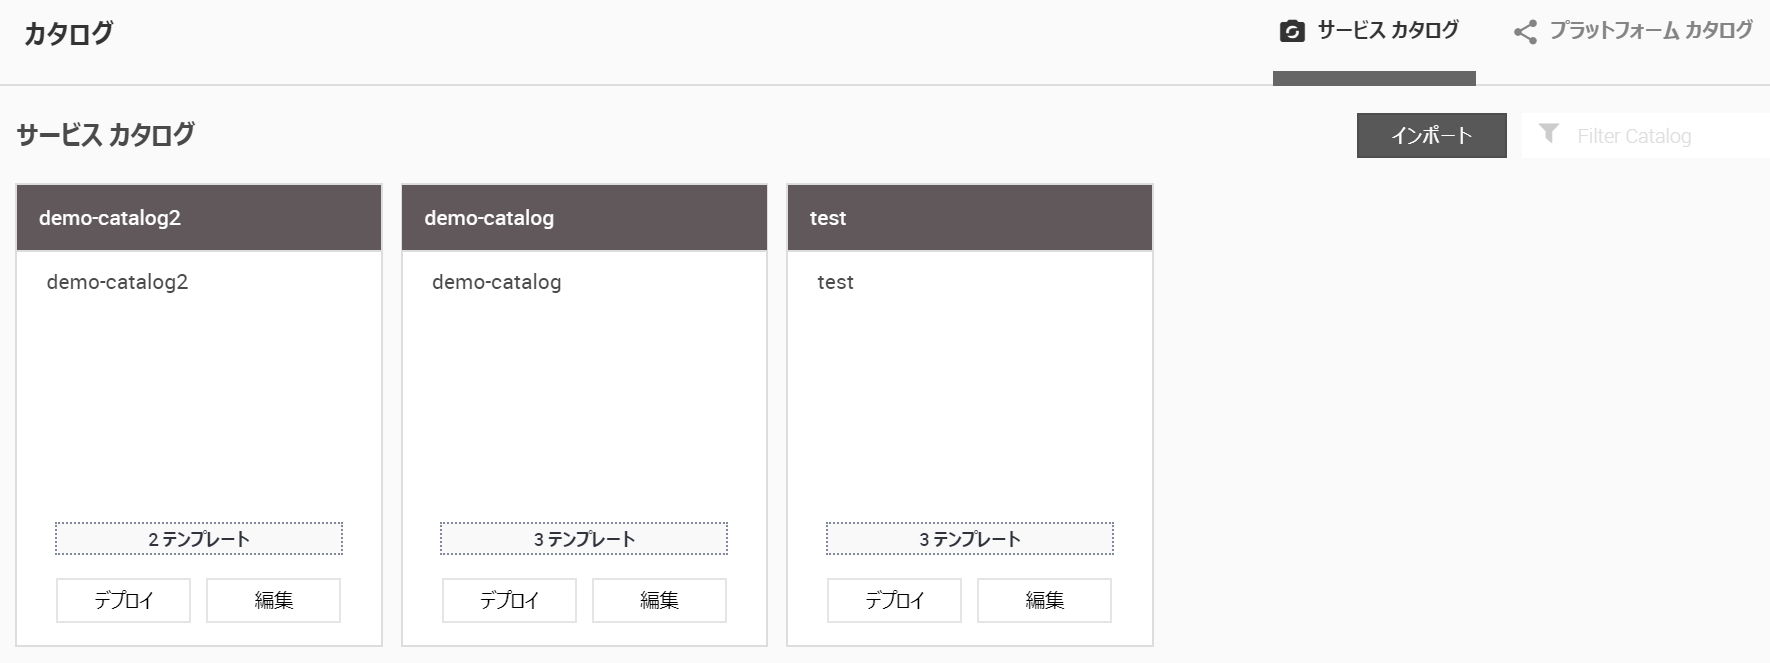 カタログ
サービス カタログ
プラットフォーム カタログ
サービス カタログ
インポート
Filter Catalog
demo-catalog2
demo-catalog2
2 テンプレート
デプロイ
編集
demo-catalog
demo-catalog
3 テンプレート
デプロイ
編集
test
test
3 テンプレート
デプロイ
編集